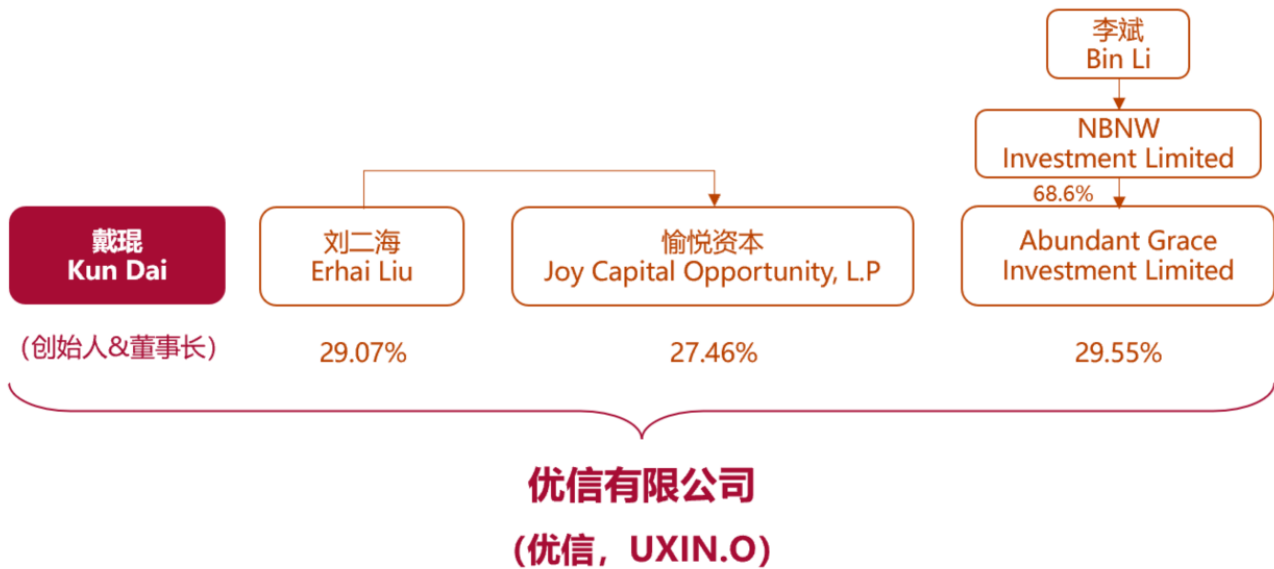 李斌
Bin Li
NBNW
Investment Limited
68.6%
戴琨
Kun Dai
刘二海
Erhai Liu
愉悦资本
Joy Capital Opportunity, L.P
Abundant Grace
Investment Limited
(创始人&董事长)
29.07%
27.46%
29.55%
优信有限公司
(优信，UXIN.O)